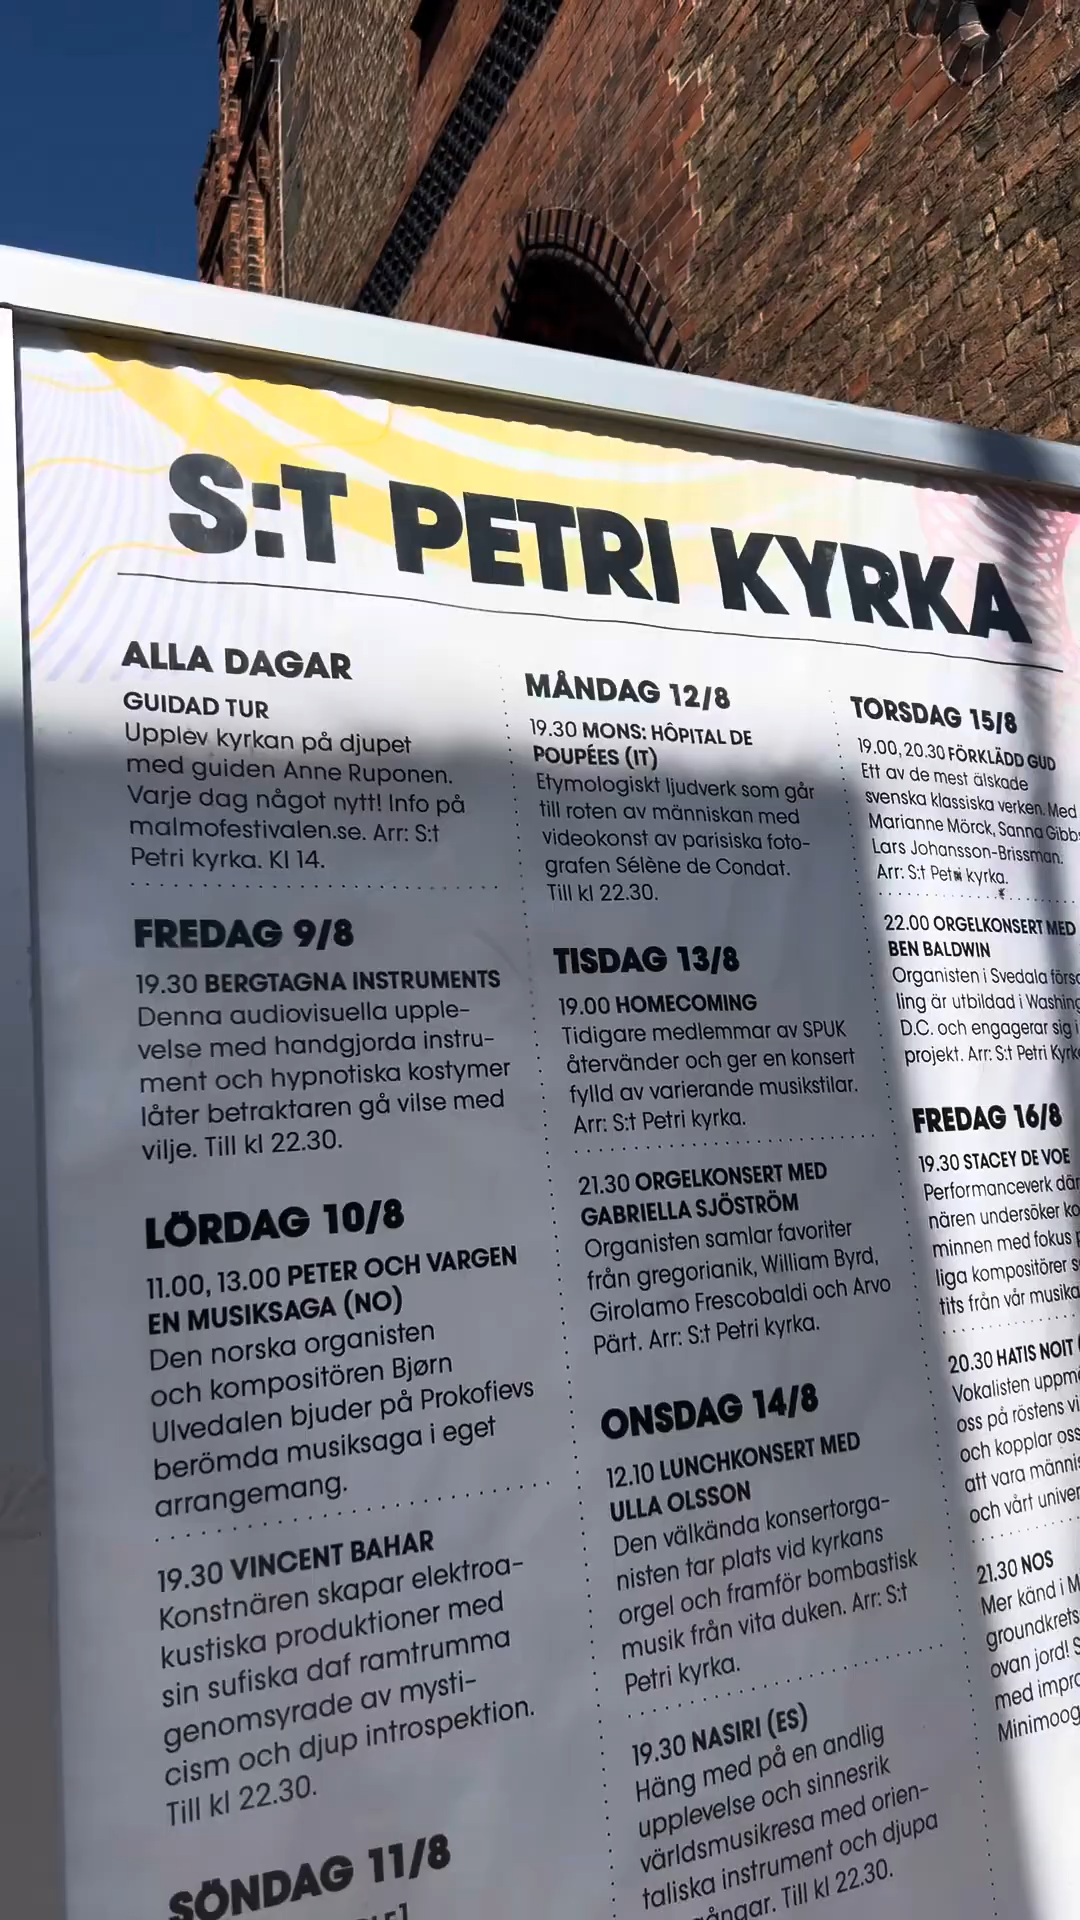 S:T PETRI KYRKA
ALLA DAGAR
GUIDAD TUR
Upplev kyrkan på djupet
med guiden Anne Ruponen.
Varje dag något nytt! Info på
malmofestivalen.se. Arr: S:t
Petri kyrka. Kl 14.
FREDAG 9/8
19.30 BERGTAGNA INSTRUMENTS
Denna audiovisuella upple-
velse med handgjorda instru-
ment och hypnotiska kostymer
låter betraktaren gå vilse med
vilje. Till kl 22.30.
LÖRDAG 10/8
11.00, 13.00 PETER OCH VARGEN
EN MUSIKSAGA (NO)
Den norska organisten
och kompositören Bjørn
Ulvedalen bjuder på Prokofievs
berömda musiksaga i eget
arrangemang.
19.30 VINCENT BAHAR
Konstnären skapar elektroa-
kustiska produktioner med
sin sufiska daf ramtrumma
genomsyrade av mysti-
cism och djup introspektion.
Till kl 22.30.
SÖNDAG 11/8
MÅNDAG 12/8
19.30 MONS: HÔPITAL DE
POUPÉES (IT)
Etymologiskt ljudverk som går
till roten av människan med
videokonst av parisiska foto-
grafen Sélène de Condat.
Till kl 22.30.
TISDAG 13/8
19.00 HOMECOMING
Tidigare medlemmar av SPUK
återvänder och ger en konsert
fylld av varierande musikstilar.
Arr: S:t Petri kyrka.
21.30 ORGELKONSERT MED
GABRIELLA SJÖSTRÖM
Organisten samlar favoriter
från gregorianik, William Byrd,
Girolamo Frescobaldi och Arvo
Pärt. Arr: S:t Petri kyrka.
ONSDAG 14/8
12.10 LUNCHKONSERT MED
ULLA OLSSON
Den välkända konsertorga-
nisten tar plats vid kyrkans
orgel och framför bombastisk
musik från vita duken. Arr: S:t
Petri kyrka.
19.30 NASIRI (ES)
Häng med på en andlig
upplevelse och sinnesrik
världsmusikresa med orien-
taliska instrument och djupa
ångar. Till kl 22.30.
TORSDAG 15/8
19.00, 20.30 FÖRKLÄDD GUD
Ett av de mest älskade
svenska klassiska verken. Med
Marianne Mörck, Sanna Gibbs
Lars Johansson-Brissman.
Arr: S:t Petri kyrka.
22.00 ORGELKONSERT MED
BEN BALDWIN
Organisten i Svedala förs
ling är utbildad i Washing
D.C. och engagerar sig i
projekt. Arr: S:t Petri Kyrk
FREDAG 16/8
19.30 STACEY DE VOE
Performanceverk där
nären undersöker ko
minnen med fokus p
liga kompositörer s
tits från vår musika
20.30 HATIS NOIT (
Vokalisten uppm
oss på röstens vi
och kopplar oss
att vara männis
och vårt univer
21.30 NOS
Mer känd i M
groundkrets
ovan jord! S
med impro
Minimoog